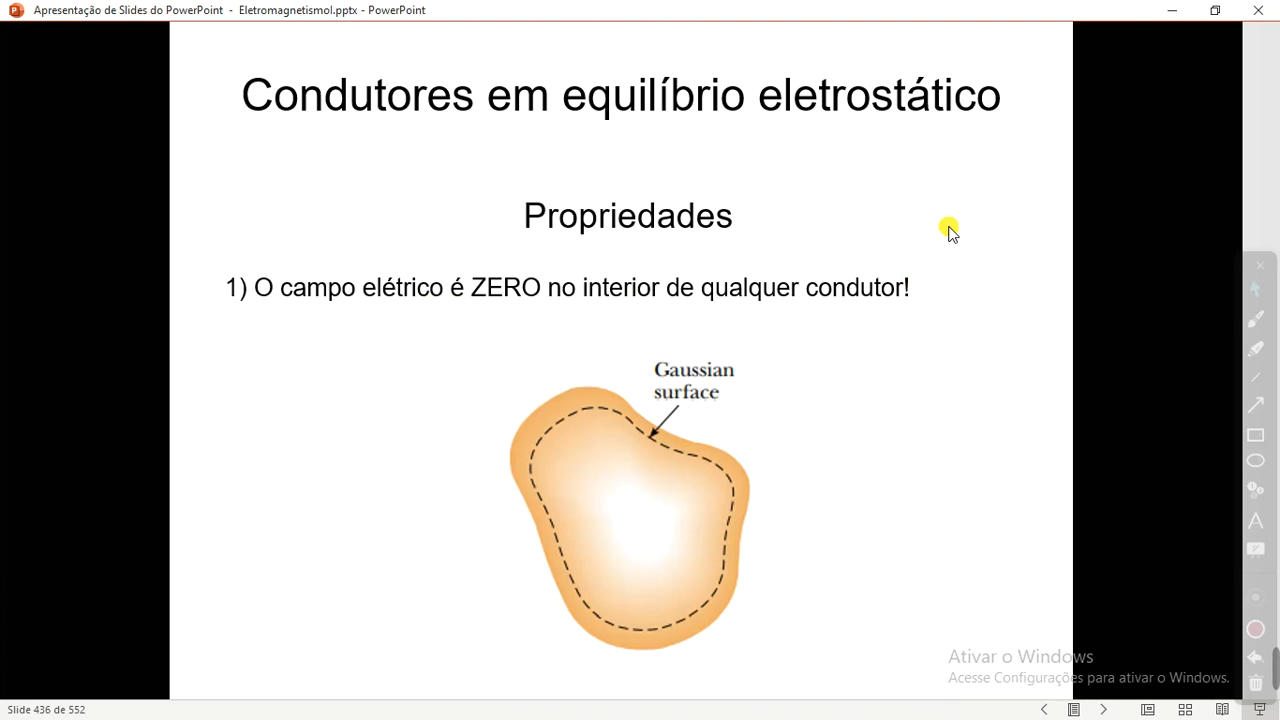 Apresentação de Slides do PowerPoint - Eletromagnetismol.pptx - PowerPoint
Condutores em equilíbrio eletrostático
Propriedades
1) O campo elétrico é ZERO no interior de qualquer condutor!
Gaussian
surface
Ativar o Windows
Acesse Configurações para ativar o Windows.
Slide 436 de 552